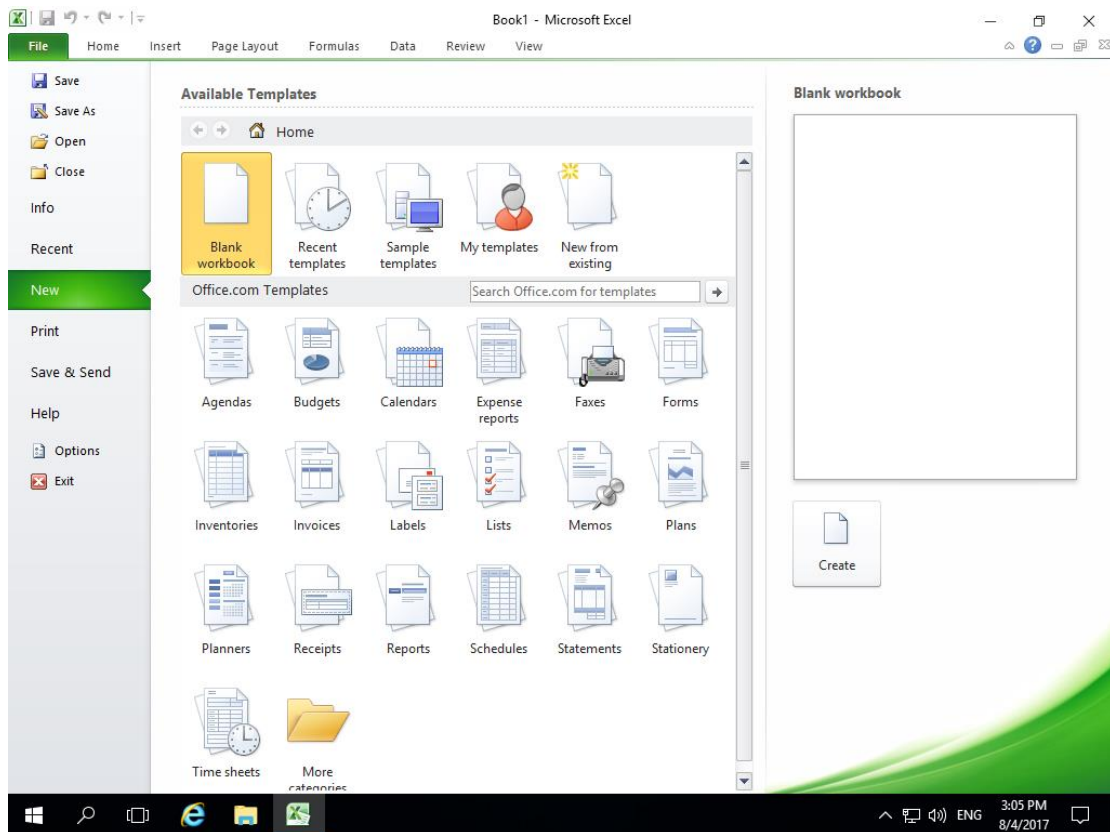 Book1 - Microsoft Excel
File Home Insert Page Layout Formulas Data Review View
Save
Save As
Open
Close
Info
Recent
New
Print
Save & Send
Help
Options
Exit
Available Templates
Home
Blank
workbook
Recent
templates
Sample
templates
My templates
New from
existing
Office.com Templates
Search Office.com for templates
Agendas
Budgets
Calendars
Expense
reports
Faxes
Forms
Inventories
Invoices
Labels
Lists
Memos
Plans
Planners
Receipts
Reports
Schedules
Statements
Stationery
Time sheets
More
categories
Blank workbook
Create
ENG
3:05 PM
8/4/2017